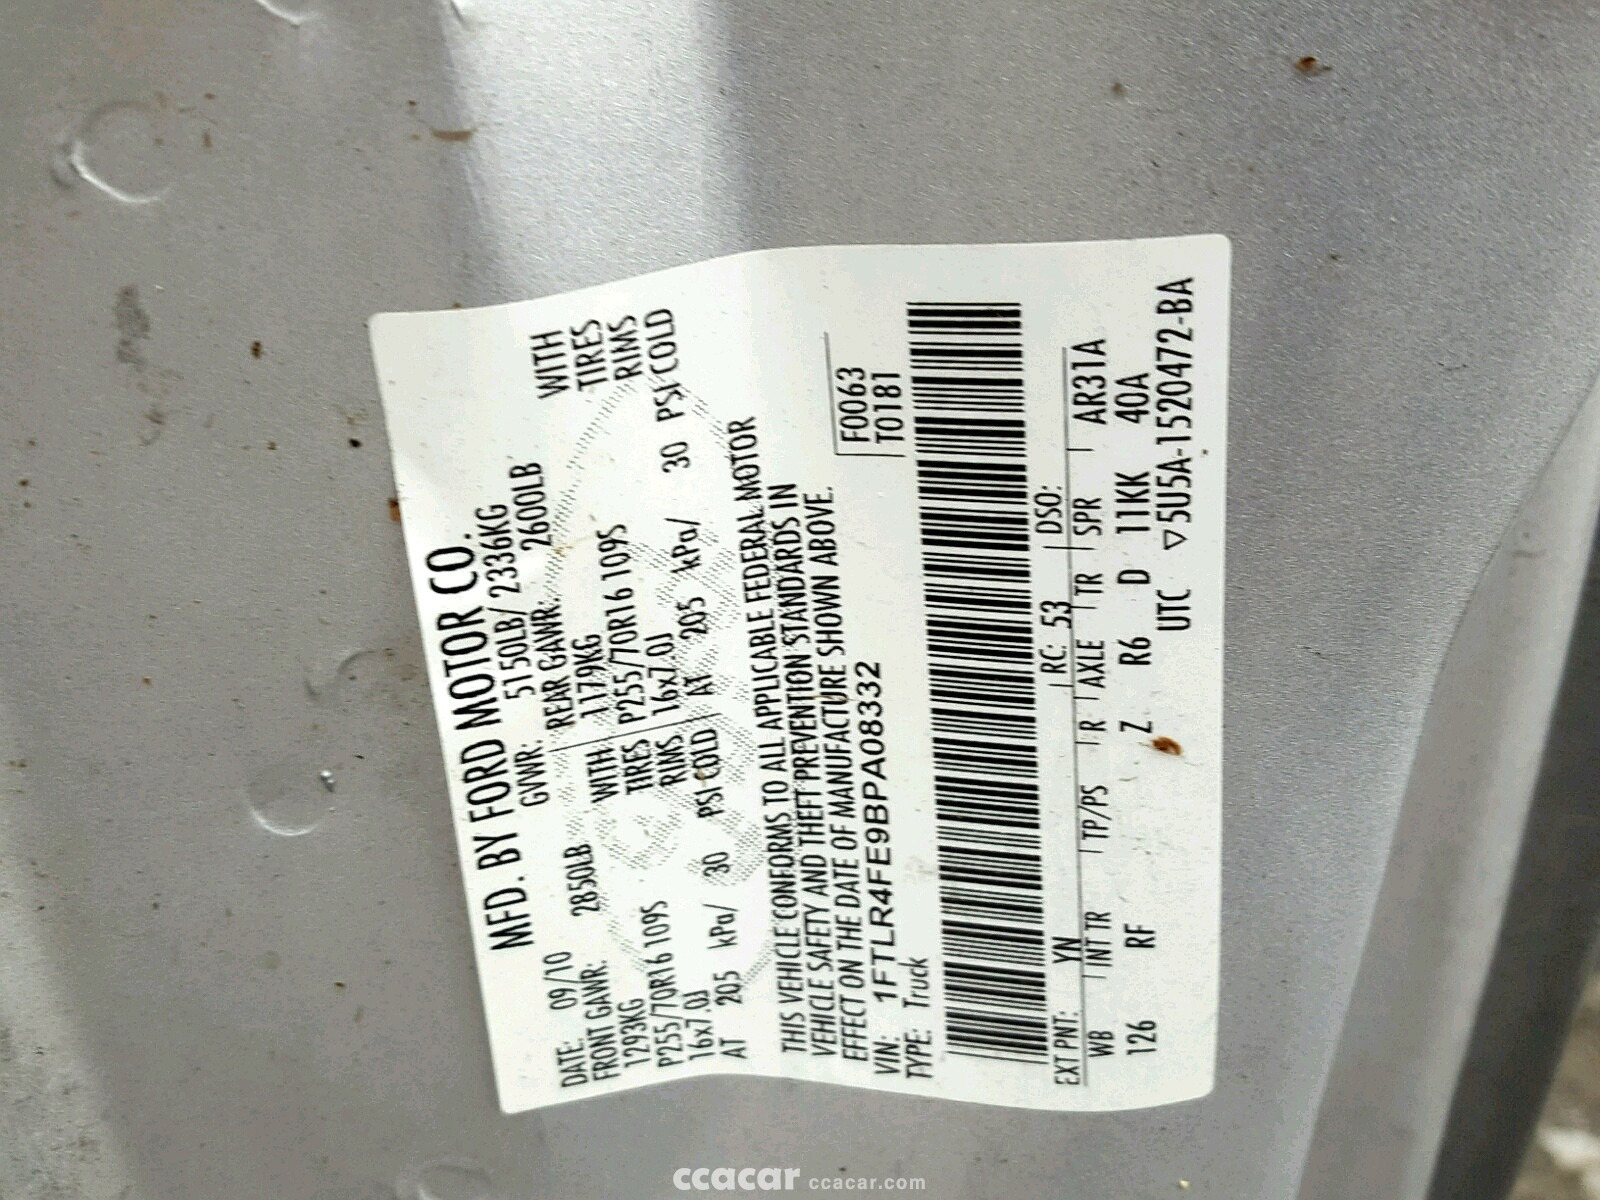 MFD. BY FORD MOTOR CO.
DATE: 09/10 GVWR: 5150LB/ 2336KG
FRONT GAWR: 2850LB REAR GAWR: 2600LB
1293KG WITH 1179KG WITH
P255/70R16 109S TIRES P255/70R16 109S TIRES
16x7.0J RIMS 16x7.0J RIMS
AT 205 kPa/ 30 PSI COLD AT 205 kPa/ 30 PSI COLD
THIS VEHICLE CONFORMS TO ALL APPLICABLE FEDERAL MOTOR
VEHICLE SAFETY AND THEFT PREVENTION STANDARDS IN
EFFECT ON THE DATE OF MANUFACTURE SHOWN ABOVE.
VIN: 1FTLR4FE9BPA08332 F0063
TYPE: Truck T0181
EXT PNT: YN RC: 53 DSO:
WB INT TR TP/PS R AXLE TR SPR AR31A
126 RF Z R6 D 11KK 40A
UTC ▽5U5A-1520472-BA
ccacar ccacar.com